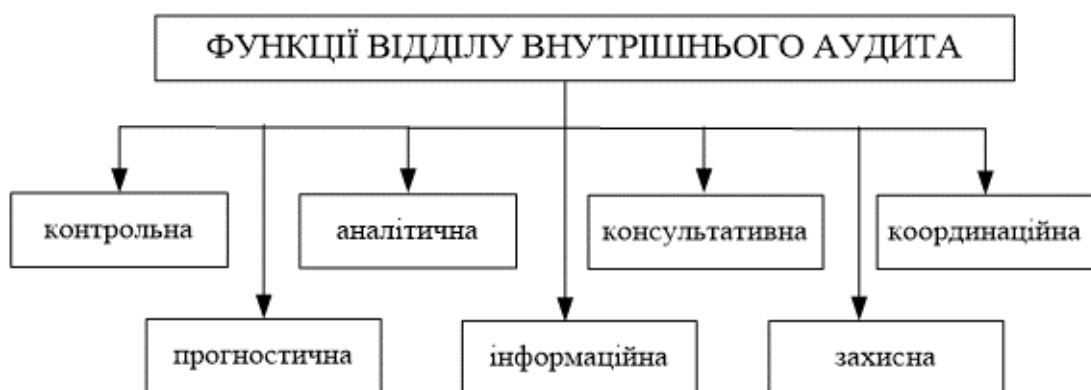 ФУНКЦІЇ ВІДДІЛУ ВНУТРІШНЬОГО АУДИТА
контрольна
аналітична
консультативна
координаційна
прогностична
інформаційна
захисна